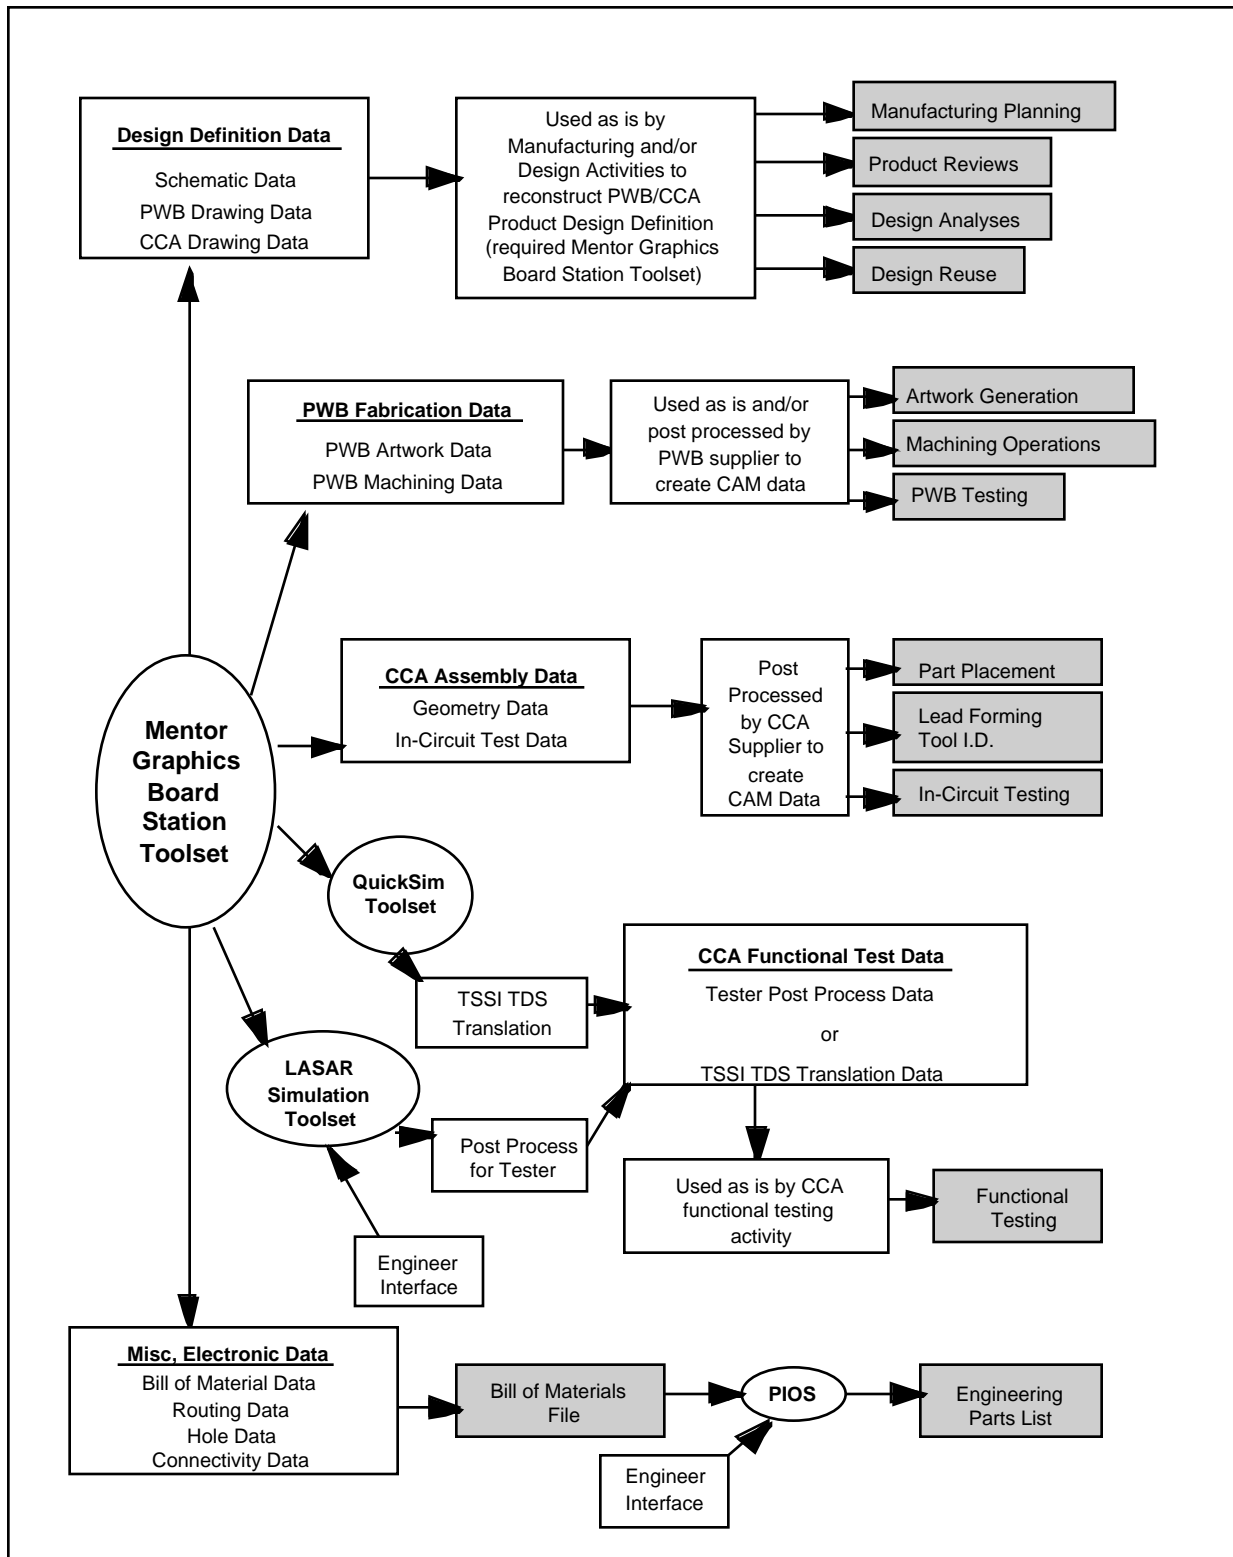 Design Definition Data
Schematic Data
PWB Drawing Data
CCA Drawing Data
Used as is by
Manufacturing and/or
Design Activities to
reconstruct PWB/CCA
Product Design Definition
(required Mentor Graphics
Board Station Toolset)
Manufacturing Planning
Product Reviews
Design Analyses
Design Reuse
PWB Fabrication Data
PWB Artwork Data
PWB Machining Data
Used as is and/or
post processed by
PWB supplier to
create CAM data
Artwork Generation
Machining Operations
PWB Testing
CCA Assembly Data
Geometry Data
In-Circuit Test Data
Post
Processed
by CCA
Supplier to
create
CAM Data
Part Placement
Lead Forming
Tool I.D.
In-Circuit Testing
Mentor
Graphics
Board
Station
Toolset
QuickSim
Toolset
TSSI TDS
Translation
CCA Functional Test Data
Tester Post Process Data
or
TSSI TDS Translation Data
LASAR
Simulation
Toolset
Post Process
for Tester
Engineer
Interface
Used as is by CCA
functional testing
activity
Functional
Testing
Misc, Electronic Data
Bill of Material Data
Routing Data
Hole Data
Connectivity Data
Bill of Materials
File
PIOS
Engineering
Parts List
Engineer
Interface